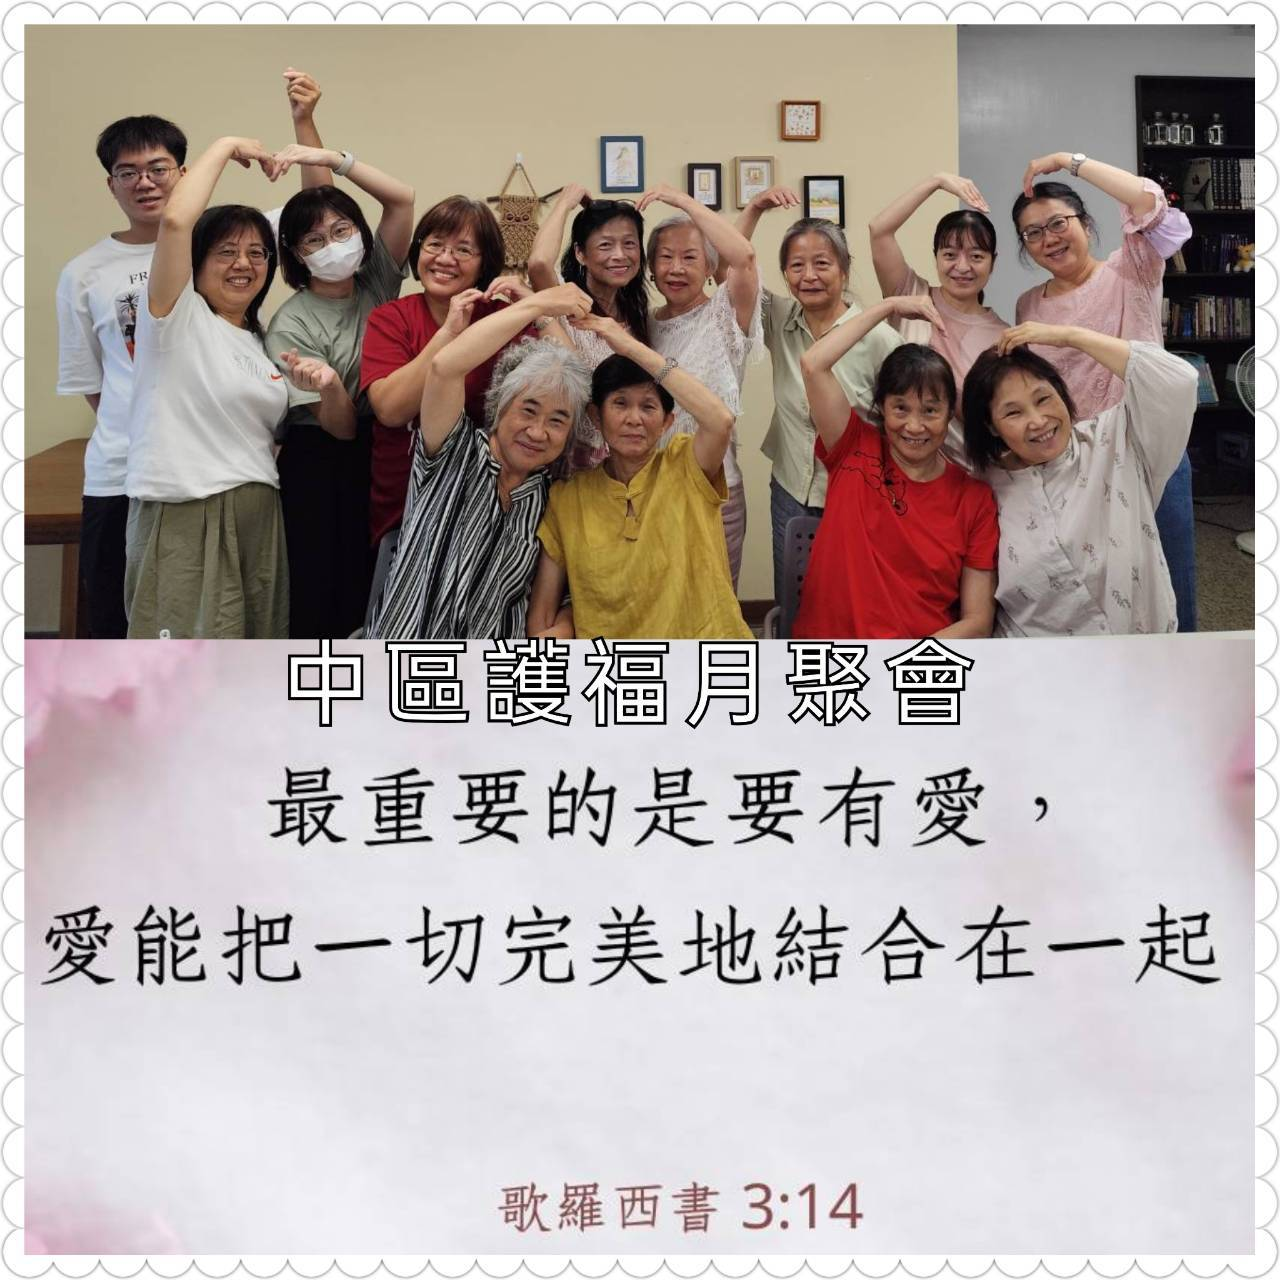 FR
中區護福月聚會
最重要的是要有愛，
愛能把一切完美地結合在一起
歌羅西書 3:14